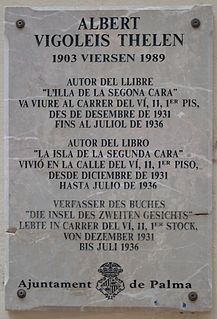 ALBERT
VIGOLEIS THELEN
1903 VIERSEN 1989
AUTOR DEL LLIBRE
"L'ILLA DE LA SEGONA CARA"
VA VIURE AL CARRER DEL VÍ, 11, 1ER PIS,
DES DE DESEMBRE DE 1931
FINS AL JULIOL DE 1936
AUTOR DEL LIBRO
"LA ISLA DE LA SEGUNDA CARA"
VIVIÓ EN LA CALLE DEL VÍ, 11, 1ER PISO,
DESDE DICIEMBRE DE 1931
HASTA JULIO DE 1936
VERFASSER DES BUCHES
"DIE INSEL DES ZWEITEN GESICHTS"
LEBTE IN CARRER DEL VÍ, 11, 1ER STOCK,
VON DEZEMBER 1931
BIS JULI 1936
Ajuntament de Palma